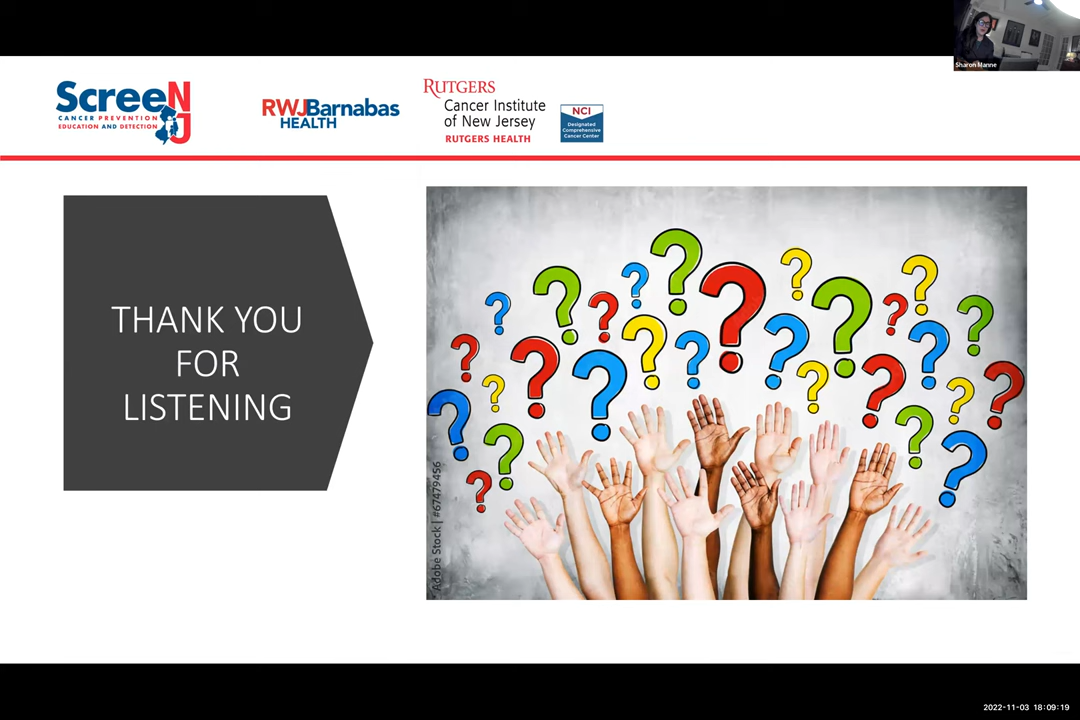 Sharon Manne
ScreeNJ
CANCER PREVENTION
EDUCATION AND DETECTION
RWJBarnabas
HEALTH
RUTGERS
Cancer Institute
of New Jersey
RUTGERS HEALTH
NCI
Designated
Comprehensive
Cancer Center
THANK YOU
FOR
LISTENING
Adobe Stock | #67479456
2022-11-03 18:09:19